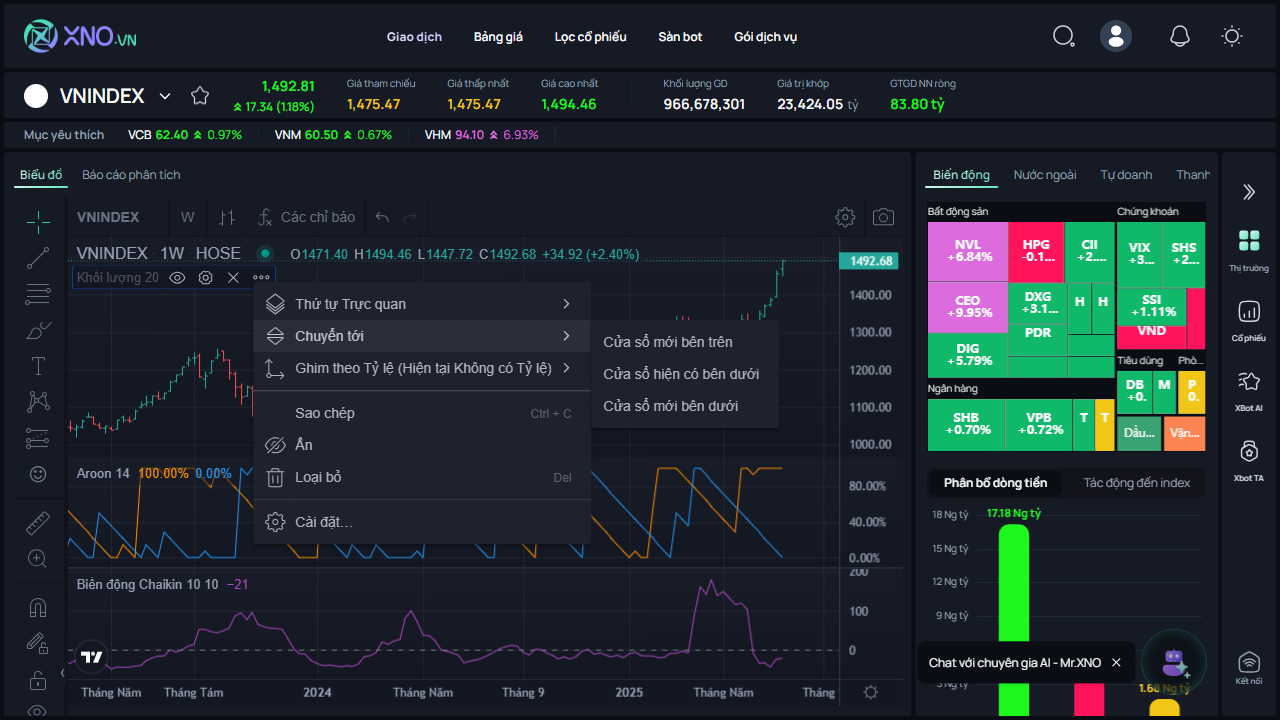 XNO.VN
Giao dịch
Bảng giá
Lọc cổ phiếu
Sàn bot
Gói dịch vụ
VNINDEX
1,492.81
17.34 (1.18%)
Giá tham chiếu
1,475.47
Giá thấp nhất
1,475.47
Giá cao nhất
1,494.46
Khối lượng GD
966,678,301
Giá trị khớp
23,424.05 tỷ
GTGD NN ròng
83.80 tỷ
Mục yêu thích
VCB 62.40 0.97%
VNM 60.50 0.67%
VHM 94.10 6.93%
Biểu đồ
Báo cáo phân tích
VNINDEX
W
Các chỉ báo
VNINDEX · 1W · HOSE
O1471.40 H1494.46 L1447.72 C1492.68 +34.92 (+2.40%)
Khối lượng 20
1492.68
1400.00
1300.00
1200.00
1100.00
1000.00
Thứ tự Trực quan
Chuyển tới
Ghim theo Tỷ lệ (Hiện tại Không có Tỷ lệ)
Sao chép
Ctrl + C
Ẩn
Loại bỏ
Del
Cài đặt...
Cửa sổ mới bên trên
Cửa sổ hiện có bên dưới
Cửa sổ mới bên dưới
Aroon 14 100.00% 0.00%
80.00%
40.00%
0.00%
Biên động Chaikin 10 10 −21
200
100
0
Tháng Năm
Tháng Tám
2024
Tháng Năm
Tháng 9
2025
Tháng Năm
Tháng
Biến động
Nước ngoài
Tự doanh
Thanh
Bất động sản
NVL
+6.84%
HPG
-0.1...
CII
+2....
CEO
+9.95%
DXG
+3.1...
H
H
PDR
DIG
+5.79%
Chứng khoán
VIX
+3...
SHS
+2...
SSI
+1.11%
VND
Tiêu dùng
Phò...
DB
+0.
M
P
0.
Ngân hàng
SHB
+0.70%
VPB
+0.72%
T
T
Dầu...
Vận...
Phân bổ dòng tiền
Tác động đến index
18 Ng tỷ
15 Ng tỷ
12 Ng tỷ
9 Ng tỷ
17.18 Ng tỷ
1.68 Ng tỷ
Chat với chuyên gia AI - Mr.XNO
Thị trường
Cổ phiếu
XBot AI
Xbot TA
Kết nối